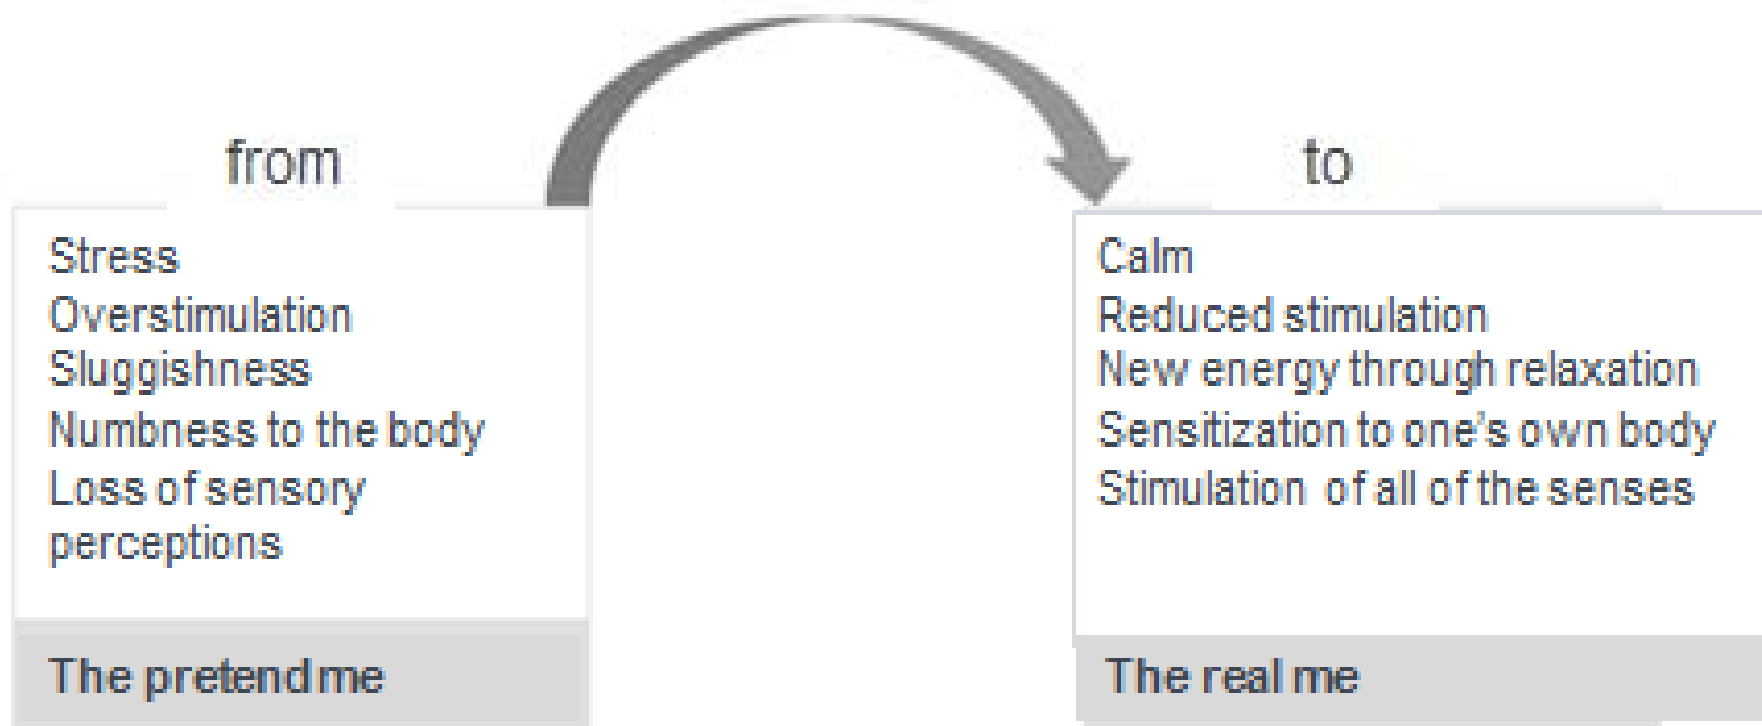 from
Stress
Overstimulation
Sluggishness
Numbness to the body
Loss of sensory
perceptions
The pretend me
to
Calm
Reduced stimulation
New energy through relaxation
Sensitization to one's own body
Stimulation of all of the senses
The real me